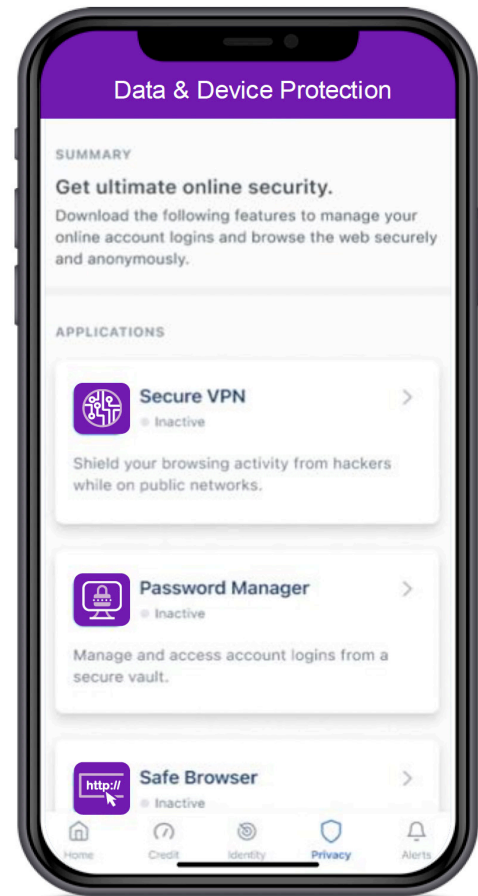 Data & Device Protection
SUMMARY
Get ultimate online security.
Download the following features to manage your
online account logins and browse the web securely
and anonymously.
APPLICATIONS
Secure VPN
Inactive
Shield your browsing activity from hackers
while on public networks.
Password Manager
Inactive
Manage and access account logins from a
secure vault.
http://
Safe Browser
Inactive
Home Credit Identity Privacy Alerts